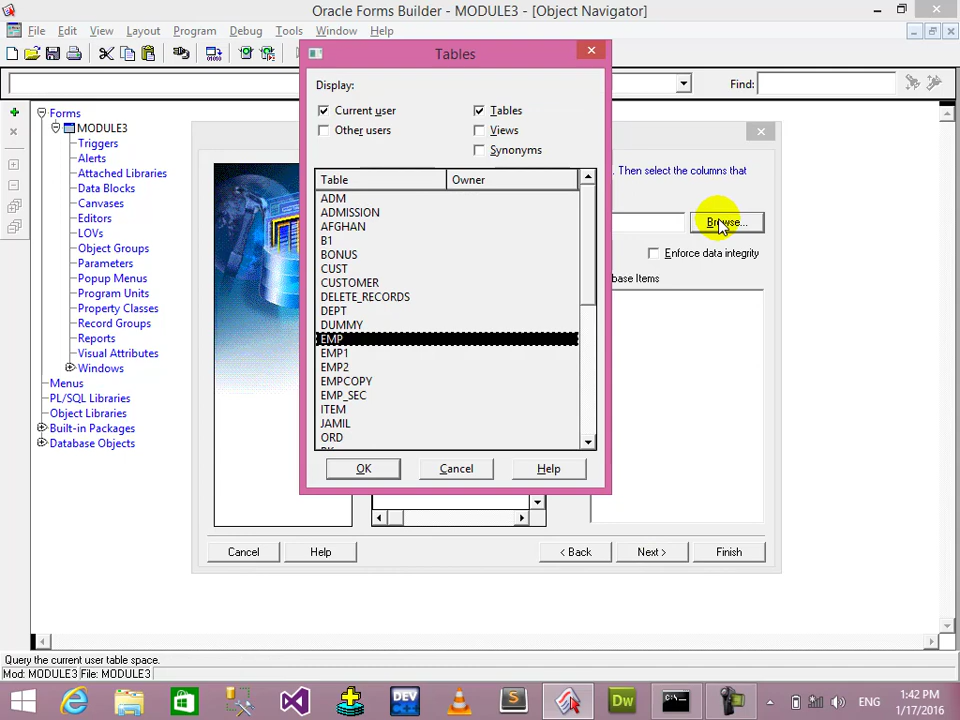 Oracle Forms Builder - MODULE3 - [Object Navigator]
File Edit View Layout Program Debug Tools Window Help
Find:
Forms
MODULE3
Triggers
Alerts
Attached Libraries
Data Blocks
Canvases
Editors
LOVs
Object Groups
Parameters
Popup Menus
Program Units
Property Classes
Record Groups
Reports
Visual Attributes
Windows
Menus
PL/SQL Libraries
Object Libraries
Built-in Packages
Database Objects
Tables
Display:
Current user
Tables
Other users
Views
Synonyms
Table Owner
ADM
ADMISSION
AFGHAN
B1
BONUS
CUST
CUSTOMER
DELETE_RECORDS
DEPT
DUMMY
EMP
EMP1
EMP2
EMPCOPY
EMP_SEC
ITEM
JAMIL
ORD
OK Cancel Help
. Then select the columns that
Browse...
Enforce data integrity
base Items
Cancel Help < Back Next > Finish
Query the current user table space.
Mod: MODULE3 File: MODULE3
DEV
Dw
ENG
1:42 PM
1/17/2016